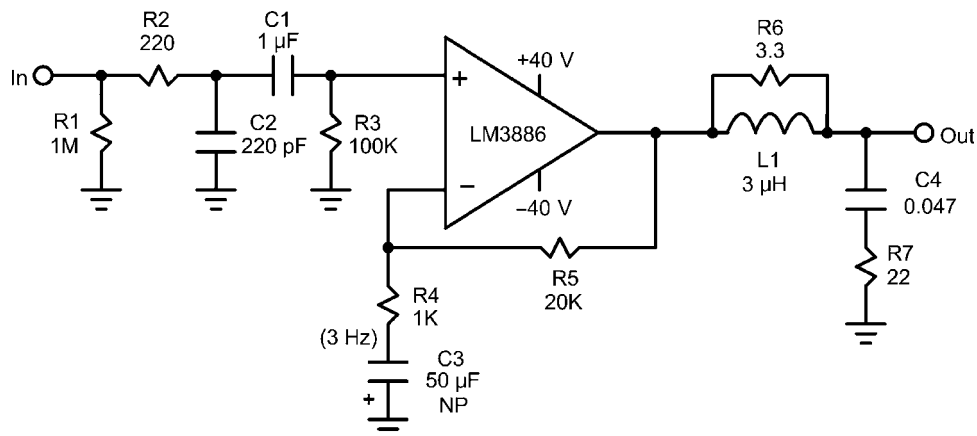 In
R1
1M
R2
220
C2
220 pF
C1
1 µF
R3
100K
+
−
LM3886
+40 V
–40 V
R4
1K
(3 Hz)
C3
50 µF
NP
+
R5
20K
R6
3.3
L1
3 µH
Out
C4
0.047
R7
22